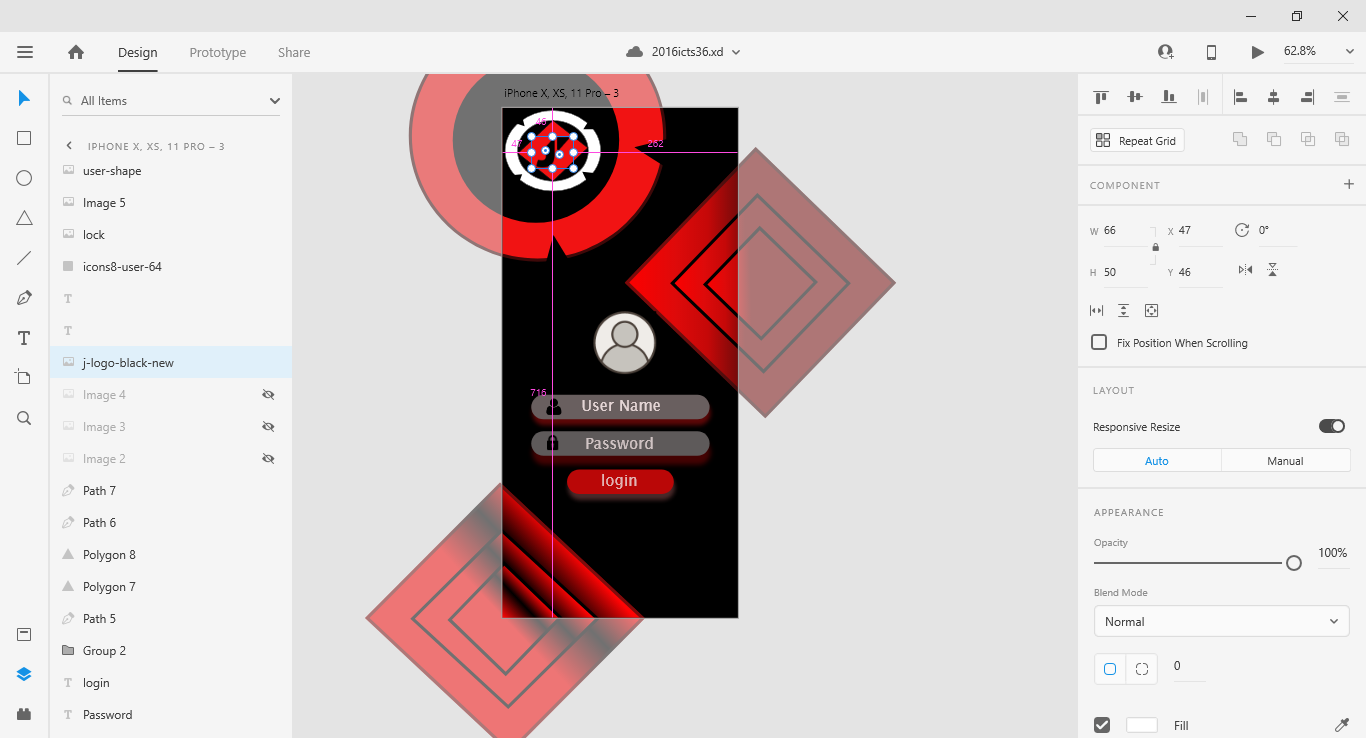 Design
Prototype
Share
2016icts36.xd
62.8%
All Items
IPHONE X, XS, 11 PRO – 3
user-shape
Image 5
lock
icons8-user-64
T
T
j-logo-black-new
Image 4
Image 3
Image 2
Path 7
Path 6
Polygon 8
Polygon 7
Path 5
Group 2
T login
T Password
iPhone X, XS, 11 Pro – 3
46
47
262
716
User Name
Password
login
Repeat Grid
COMPONENT
W 66 X 47 0°
H 50 Y 46
Fix Position When Scrolling
LAYOUT
Responsive Resize
Auto Manual
APPEARANCE
Opacity
100%
Blend Mode
Normal
0
Fill